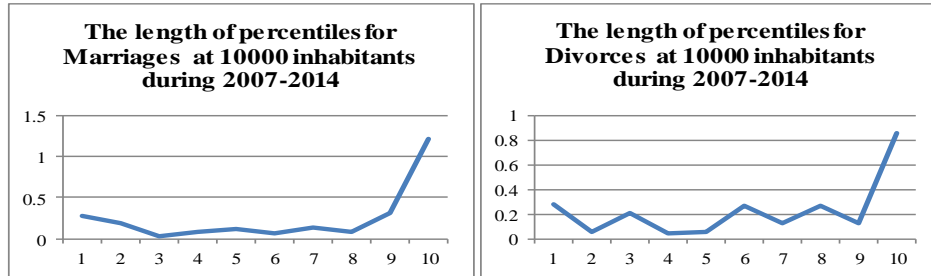 The length of percentiles for
Marriages at 10000 inhabitants
during 2007-2014
1.5
1
0.5
0
1 2 3 4 5 6 7 8 9 10
The length of percentiles for
Divorces at 10000 inhabitants
during 2007-2014
1
0.8
0.6
0.4
0.2
0
1 2 3 4 5 6 7 8 9 10